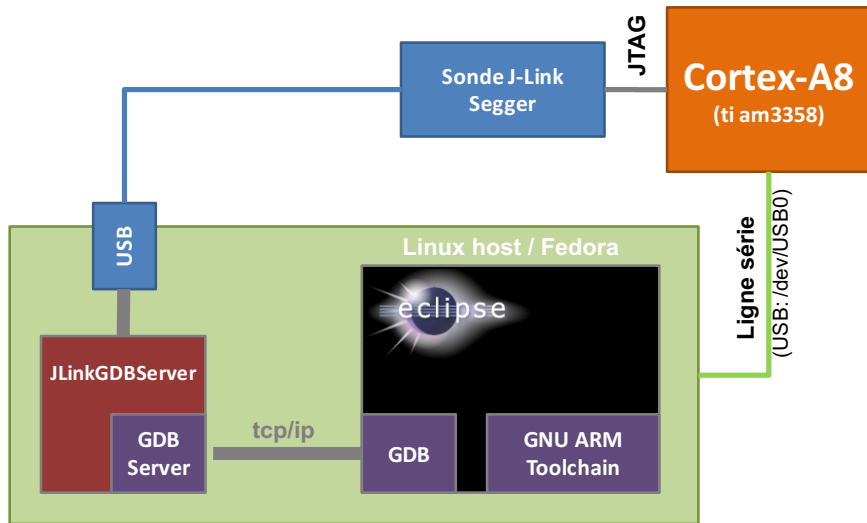 Sonde J-Link
Segger
JTAG
Cortex-A8
(ti am3358)
USB
Linux host / Fedora
eclipse
Ligne série
(USB: /dev/USB0)
JLinkGDBServer
GDB
Server
tcp/ip
GDB
GNU ARM
Toolchain